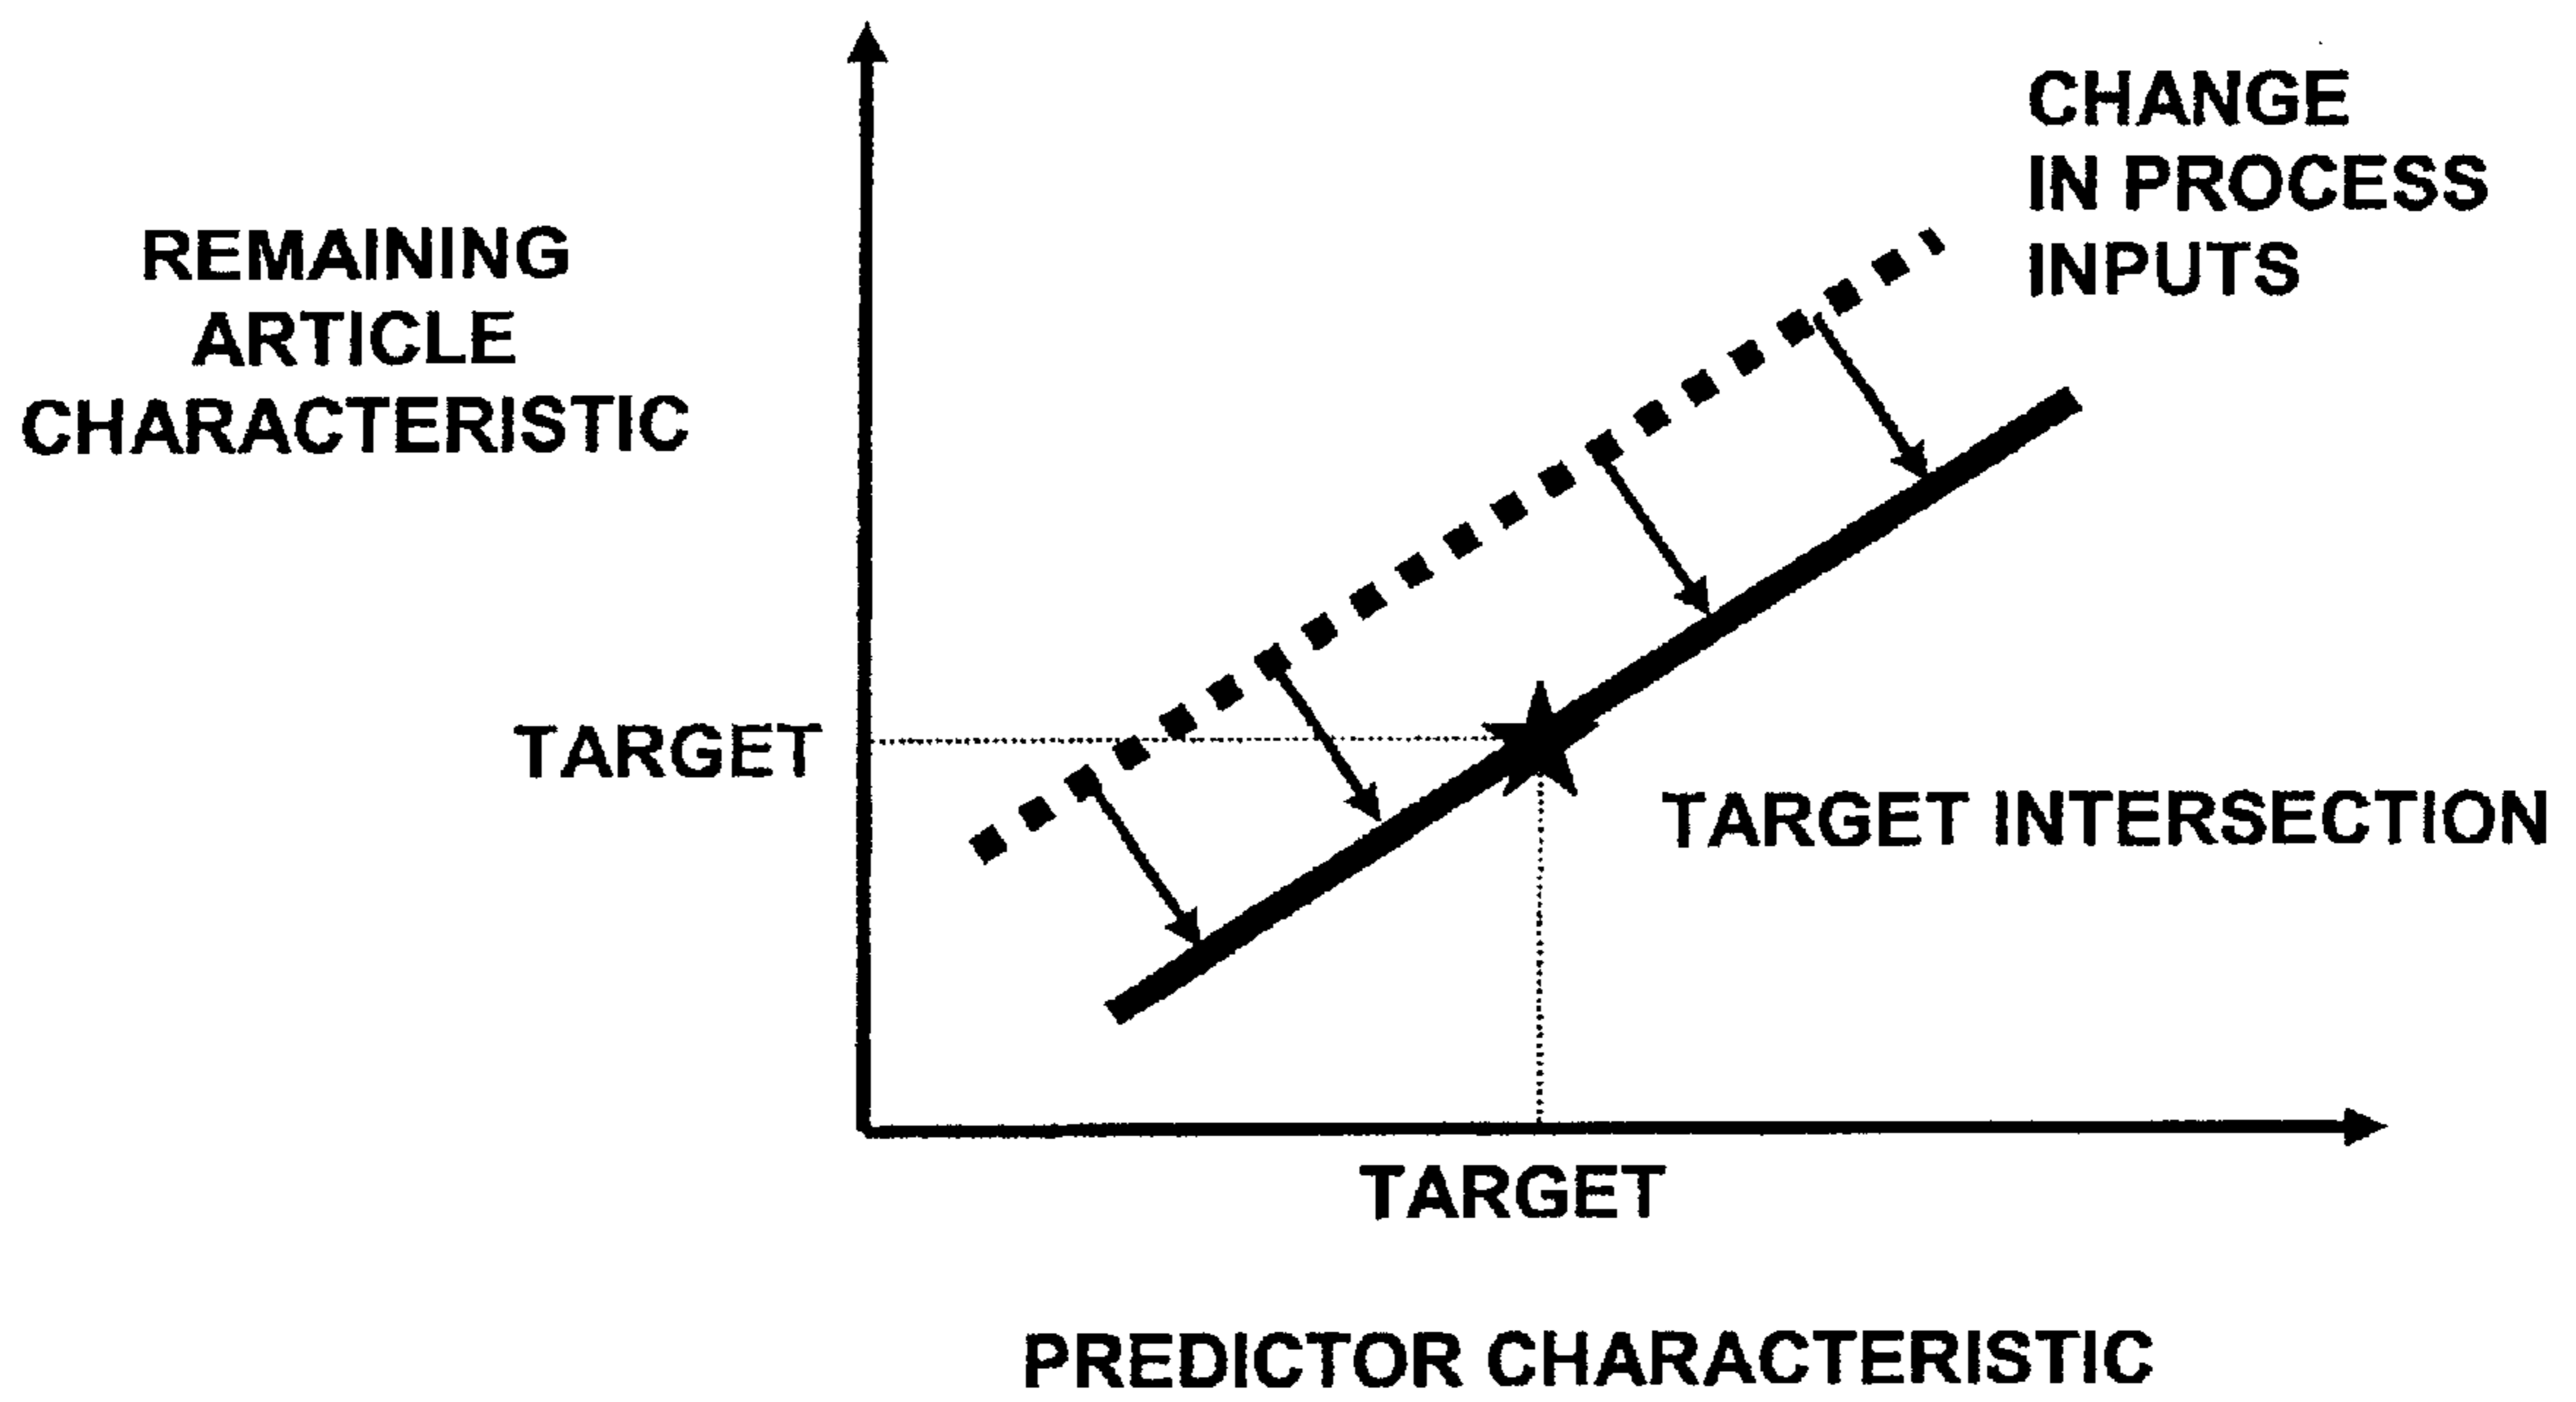 CHANGE
IN PROCESS
INPUTS
REMAINING
ARTICLE
CHARACTERISTIC
TARGET
TARGET INTERSECTION
TARGET
PREDICTOR CHARACTERISTIC